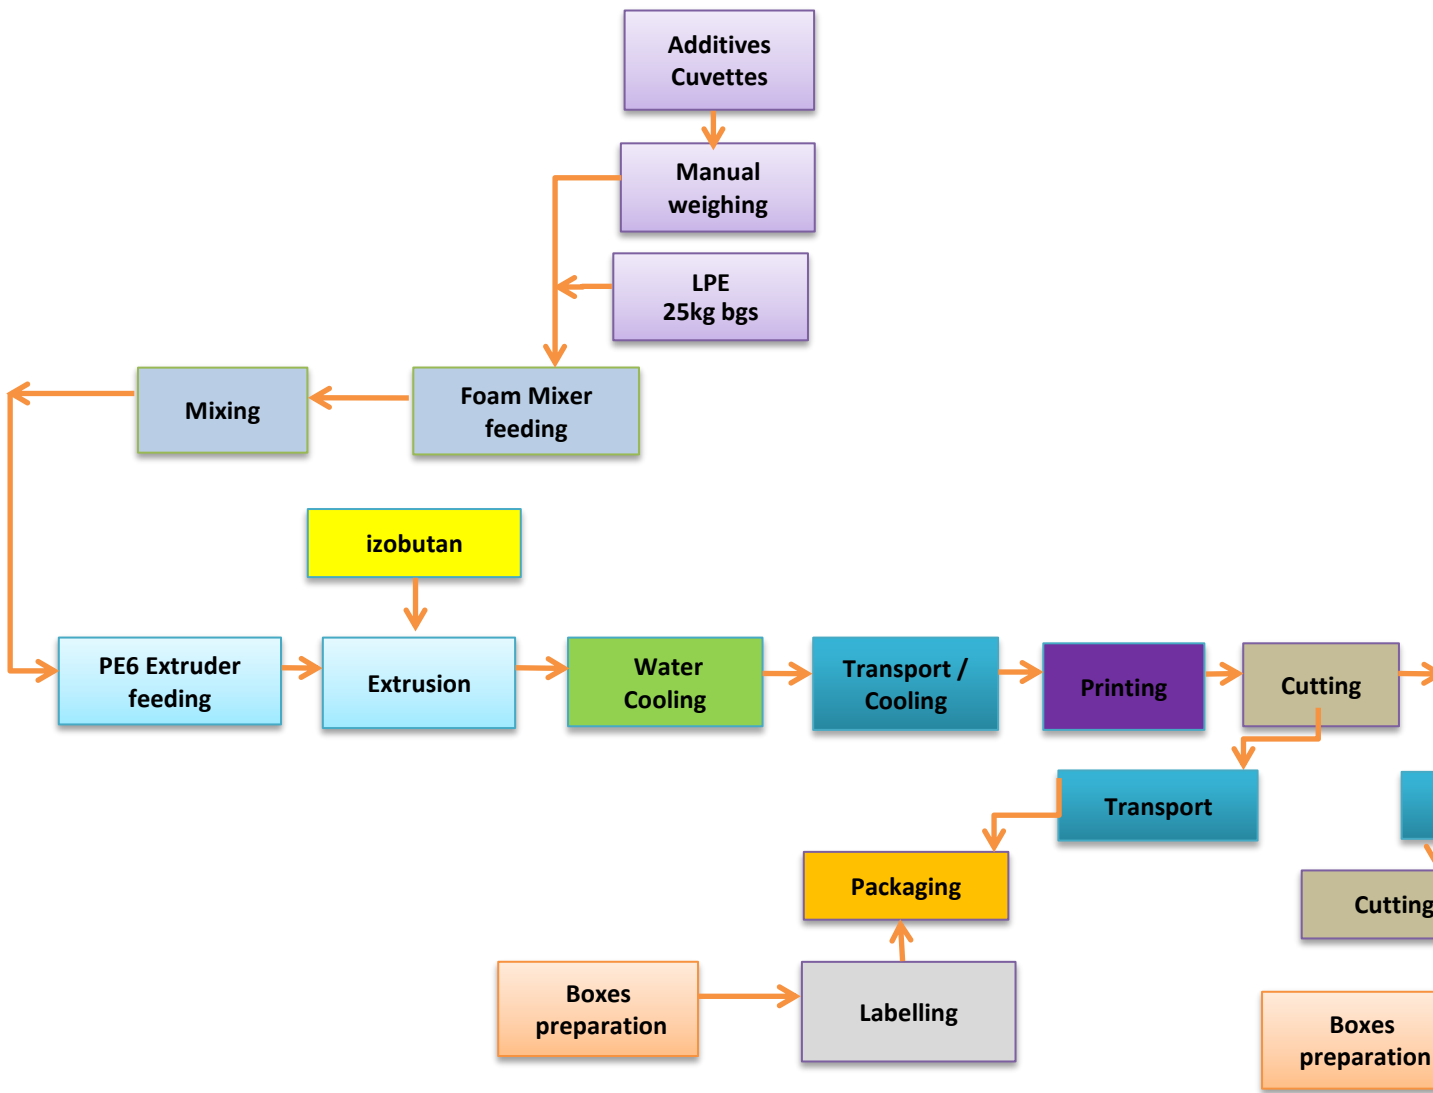 Additives
Cuvettes
Manual
weighing
LPE
25kg bgs
Mixing
Foam Mixer
feeding
izobutan
PE6 Extruder
feeding
Extrusion
Water
Cooling
Transport /
Cooling
Printing
Cutting
Transport
Packaging
Cutting
Boxes
preparation
Labelling
Boxes
preparation